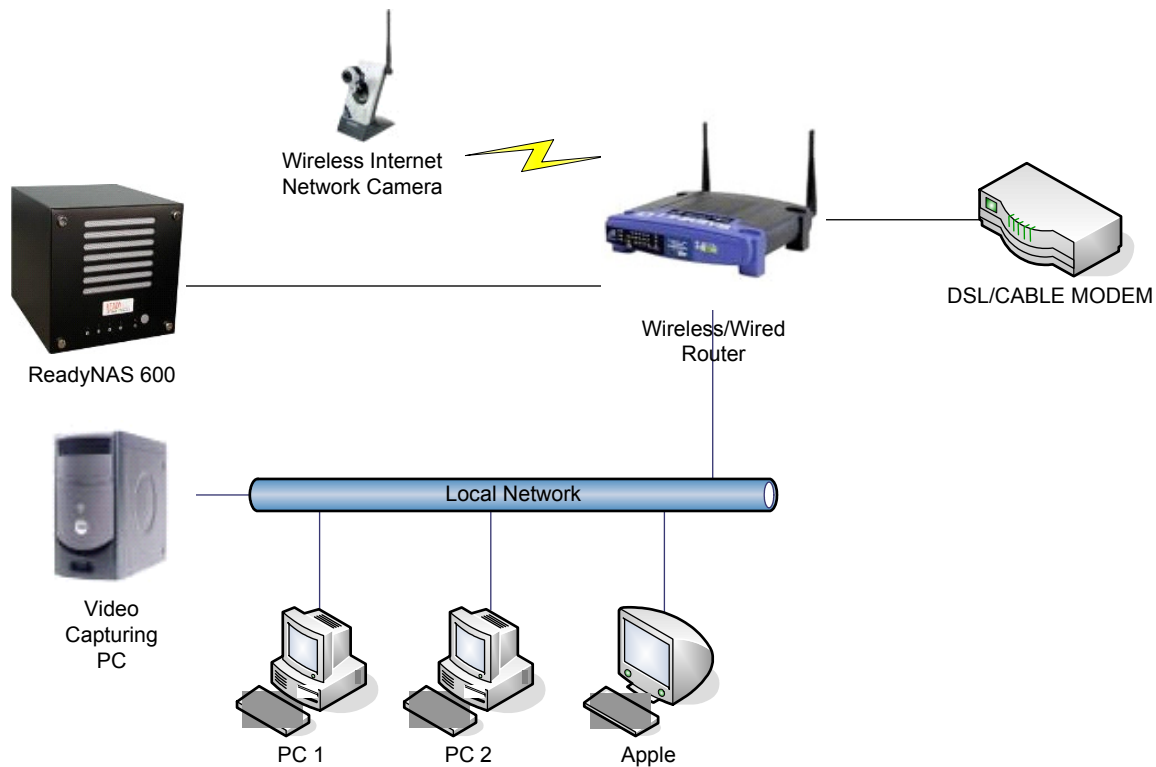 Wireless Internet
Network Camera
DSL/CABLE MODEM
Wireless/Wired
Router
ReadyNAS 600
Local Network
Video
Capturing
PC
PC 1
PC 2
Apple